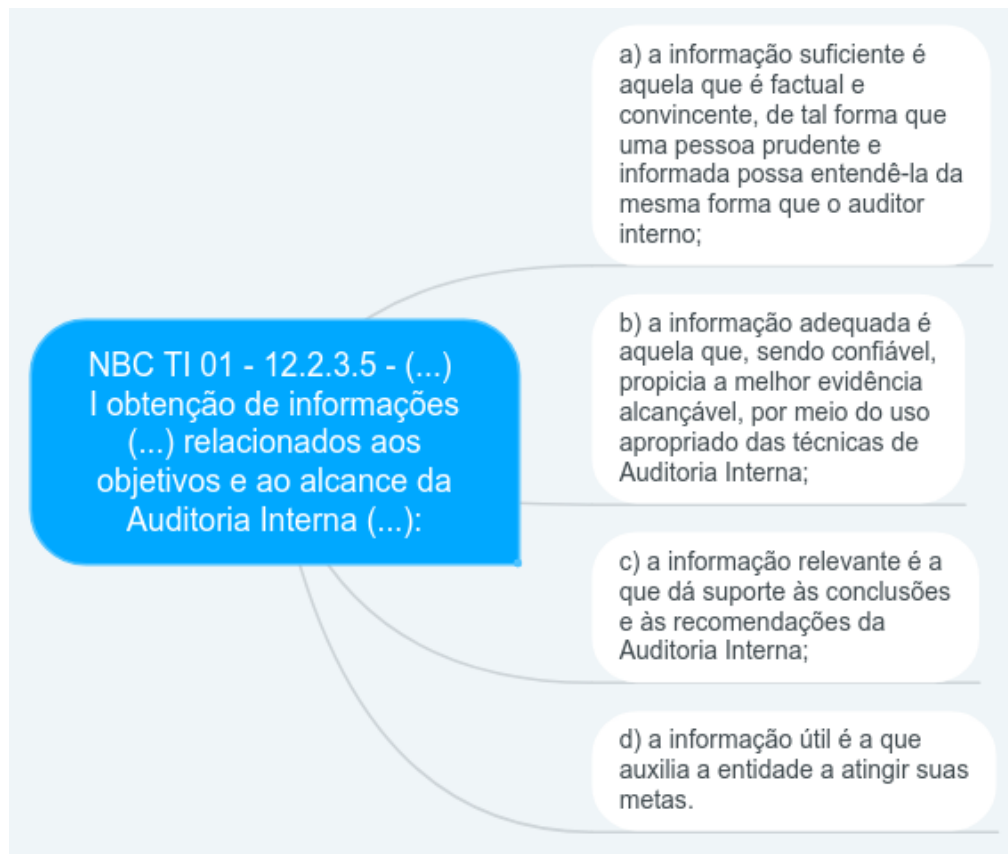 NBC TI 01 - 12.2.3.5 - (...)
I obtenção de informações
(...) relacionados aos
objetivos e ao alcance da
Auditoria Interna (...):
a) a informação suficiente é
aquela que é factual e
convincente, de tal forma que
uma pessoa prudente e
informada possa entendê-la da
mesma forma que o auditor
interno;
b) a informação adequada é
aquela que, sendo confiável,
propicia a melhor evidência
alcançável, por meio do uso
apropriado das técnicas de
Auditoria Interna;
c) a informação relevante é a
que dá suporte às conclusões
e às recomendações da
Auditoria Interna;
d) a informação útil é a que
auxilia a entidade a atingir suas
metas.